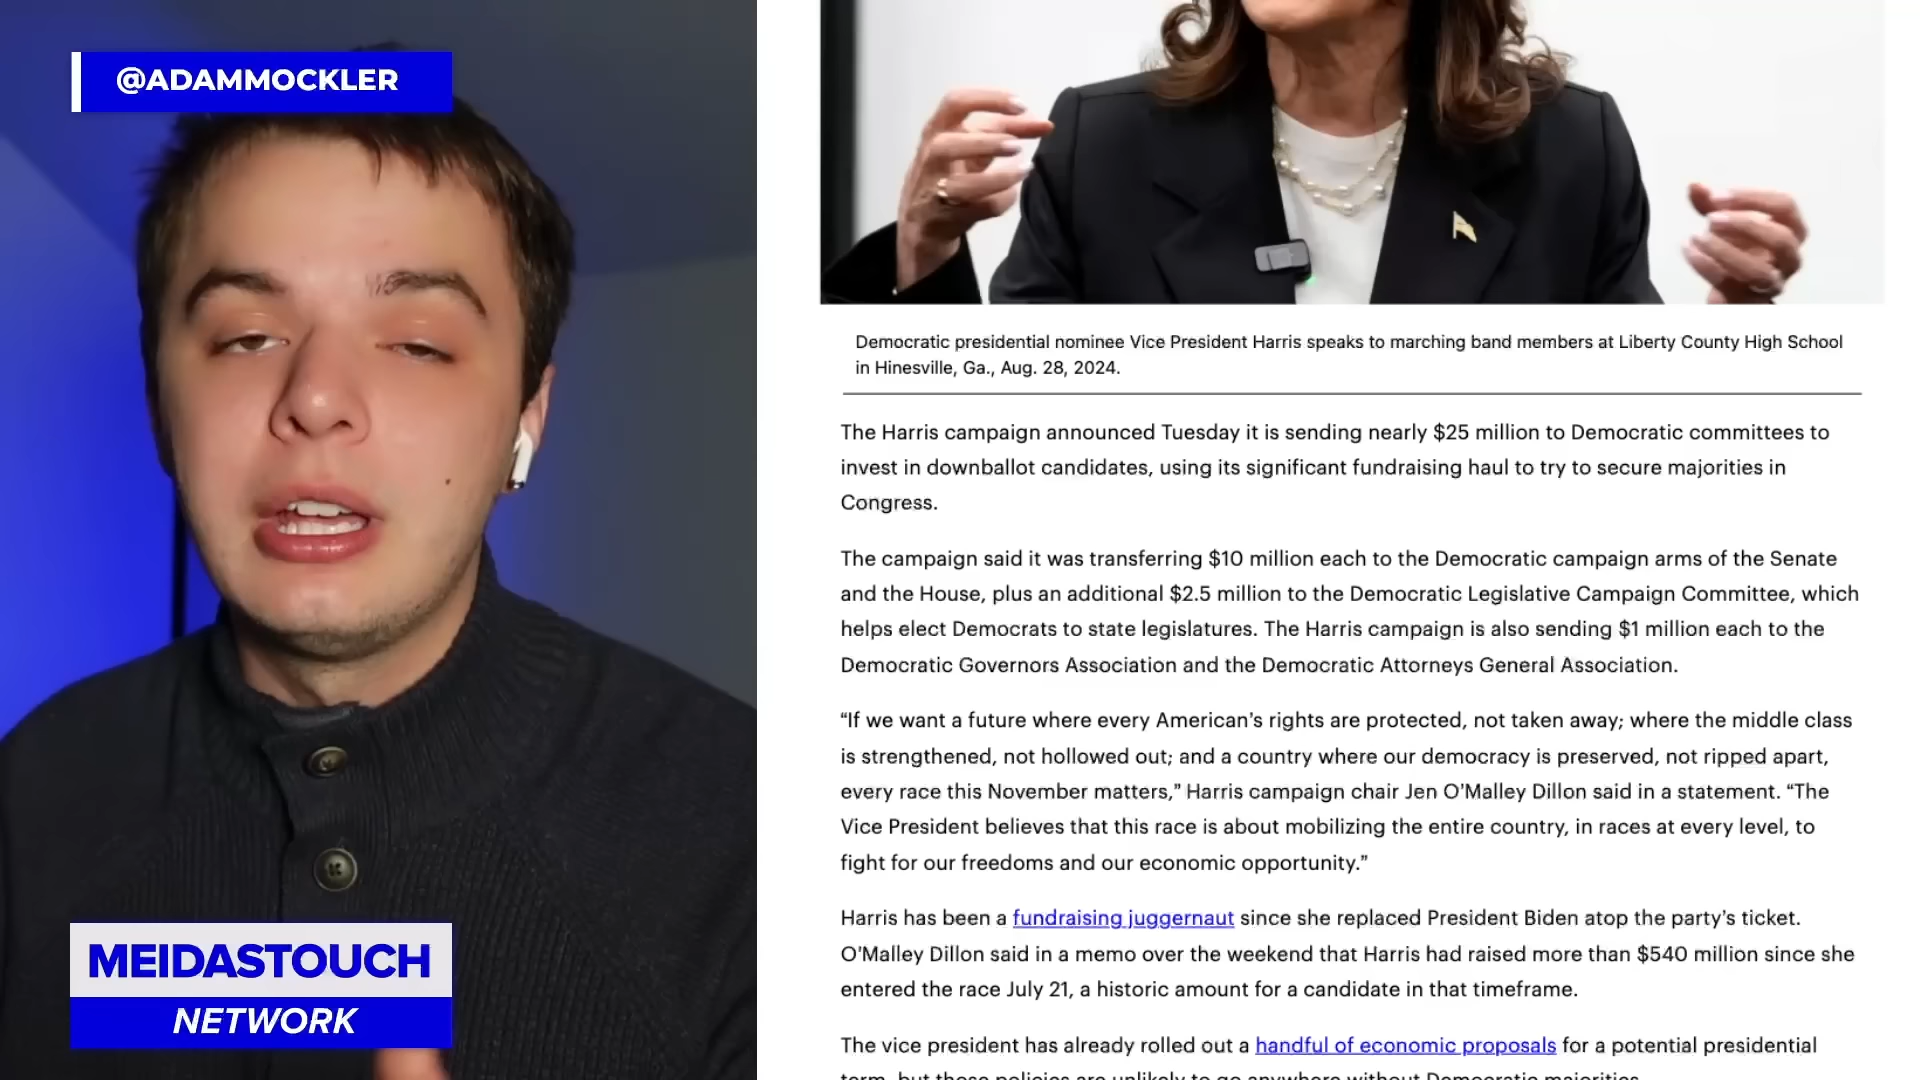 @ADAMMOCKLER
MEIDASTOUCH
NETWORK
Democratic presidential nominee Vice President Harris speaks to marching band members at Liberty County High School
in Hinesville, Ga., Aug. 28, 2024.
The Harris campaign announced Tuesday it is sending nearly $25 million to Democratic committees to
invest in downballot candidates, using its significant fundraising haul to try to secure majorities in
Congress.
The campaign said it was transferring $10 million each to the Democratic campaign arms of the Senate
and the House, plus an additional $2.5 million to the Democratic Legislative Campaign Committee, which
helps elect Democrats to state legislatures. The Harris campaign is also sending $1 million each to the
Democratic Governors Association and the Democratic Attorneys General Association.
“If we want a future where every American’s rights are protected, not taken away; where the middle class
is strengthened, not hollowed out; and a country where our democracy is preserved, not ripped apart,
every race this November matters,” Harris campaign chair Jen O’Malley Dillon said in a statement. “The
Vice President believes that this race is about mobilizing the entire country, in races at every level, to
fight for our freedoms and our economic opportunity.”
Harris has been a fundraising juggernaut since she replaced President Biden atop the party’s ticket.
O’Malley Dillon said in a memo over the weekend that Harris had raised more than $540 million since she
entered the race July 21, a historic amount for a candidate in that timeframe.
The vice president has already rolled out a handful of economic proposals for a potential presidential
term, but those policies are unlikely to go anywhere without Democratic majorities.